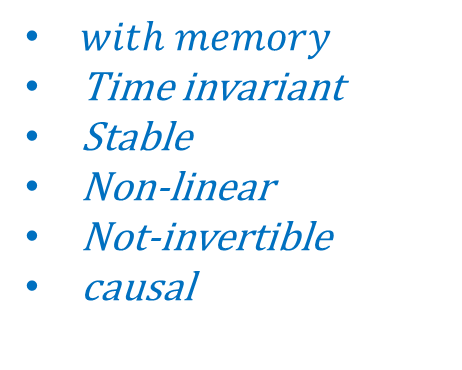 • with memory
• Time invariant
• Stable
• Non-linear
• Not-invertible
• causal